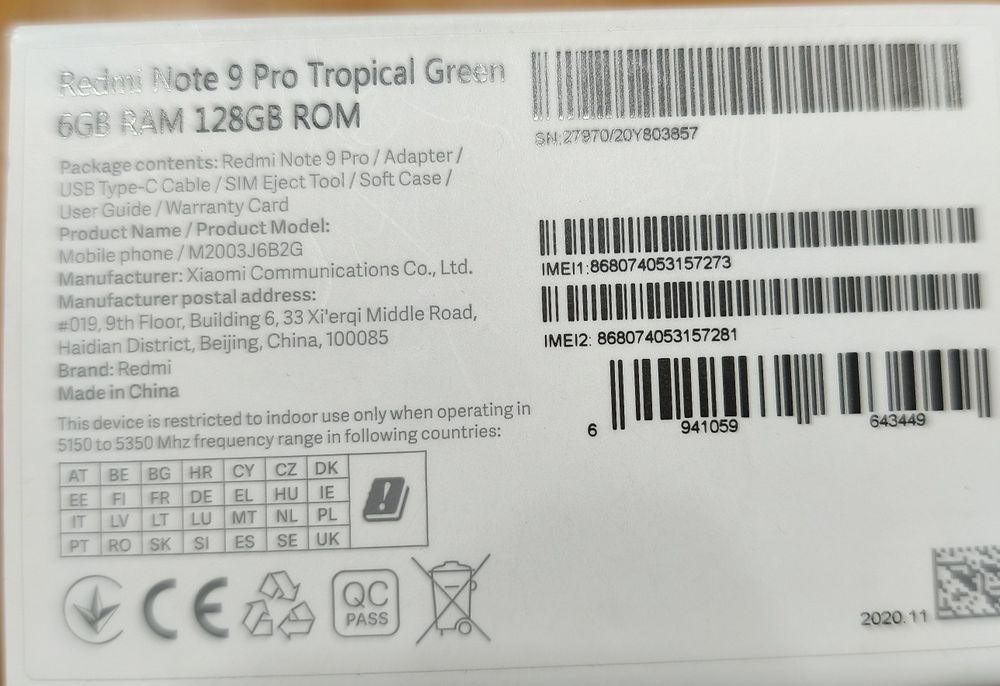 Redmi Note 9 Pro Tropical Green
6GB RAM 128GB ROM
Package contents: Redmi Note 9 Pro / Adapter /
USB Type-C Cable / SIM Eject Tool / Soft Case /
User Guide / Warranty Card
Product Name / Product Model:
Mobile phone / M2003J6B2G
Manufacturer: Xiaomi Communications Co., Ltd.
Manufacturer postal address:
#019, 9th Floor, Building 6, 33 Xi'erqi Middle Road,
Haidian District, Beijing, China, 100085
Brand: Redmi
Made in China
This device is restricted to indoor use only when operating in
5150 to 5350 Mhz frequency range in following countries:
AT BE BG HR CY CZ DK
EE FI FR DE EL HU IE
IT LV LT LU MT NL PL
PT RO SK SI ES SE UK
CE
QC
PASS
SN:27970/20Y803857
IMEI1:868074053157273
IMEI2: 868074053157281
6 941059 643449
2020.11